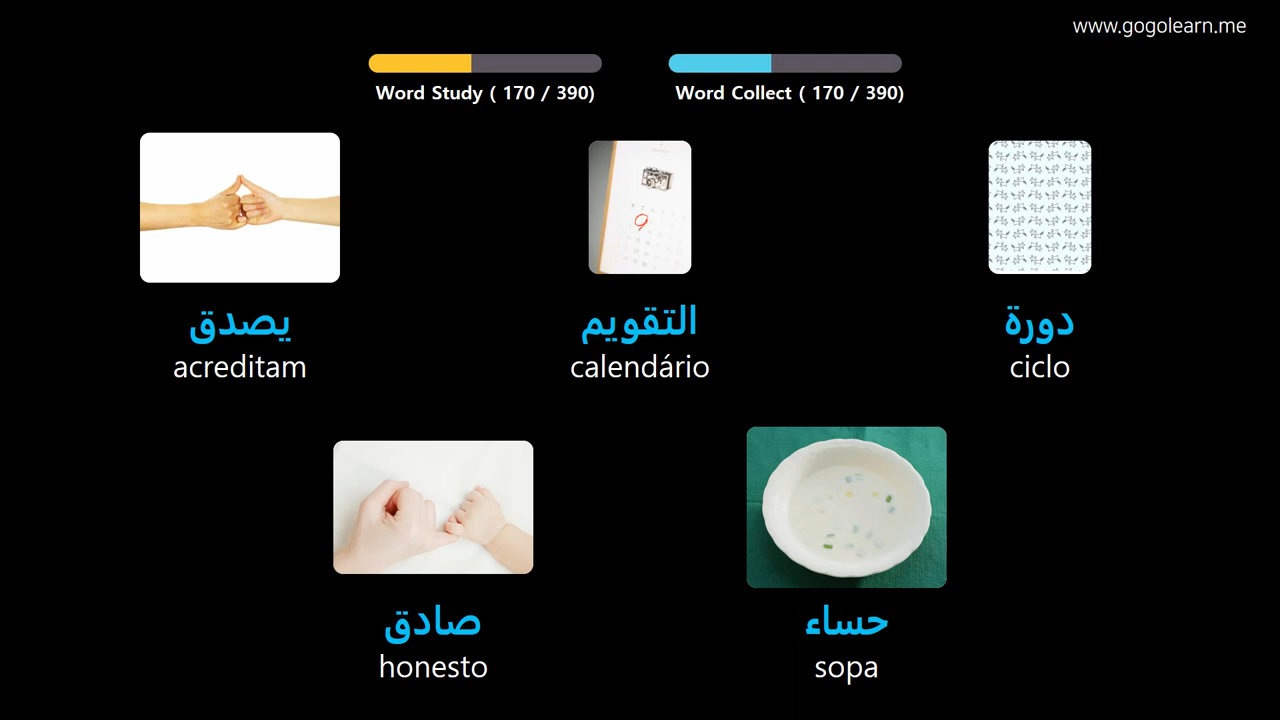 www.gogolearn.me
Word Study ( 170 / 390)
Word Collect ( 170 / 390)
يصدق
acreditam
التقويم
calendário
دورة
ciclo
صادق
honesto
حساء
sopa